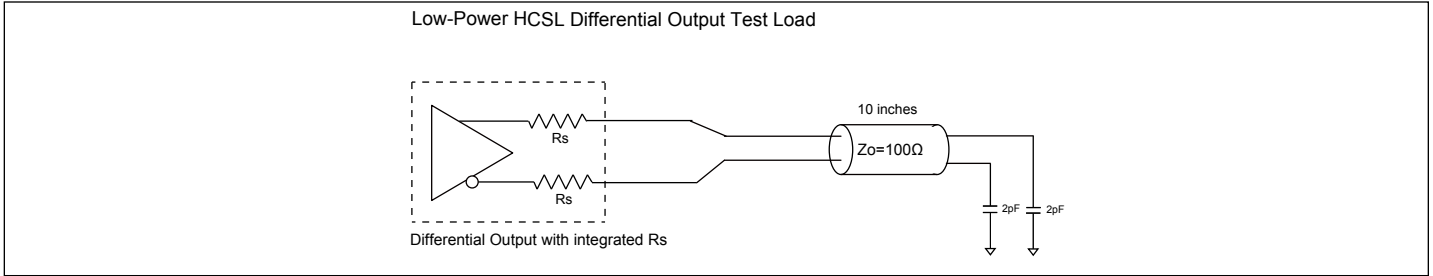 Low-Power HCSL Differential Output Test Load
10 inches
Rs
Zo=100Ω
Rs
2pF
2pF
Differential Output with integrated Rs